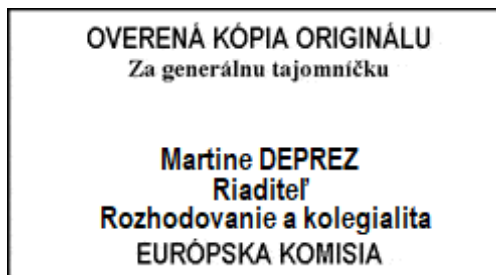 OVERENÁ KÓPIA ORIGINÁLU
Za generálnu tajomníčku
Martine DEPREZ
Riaditeľ
Rozhodovanie a kolegialita
EURÓPSKA KOMISIA